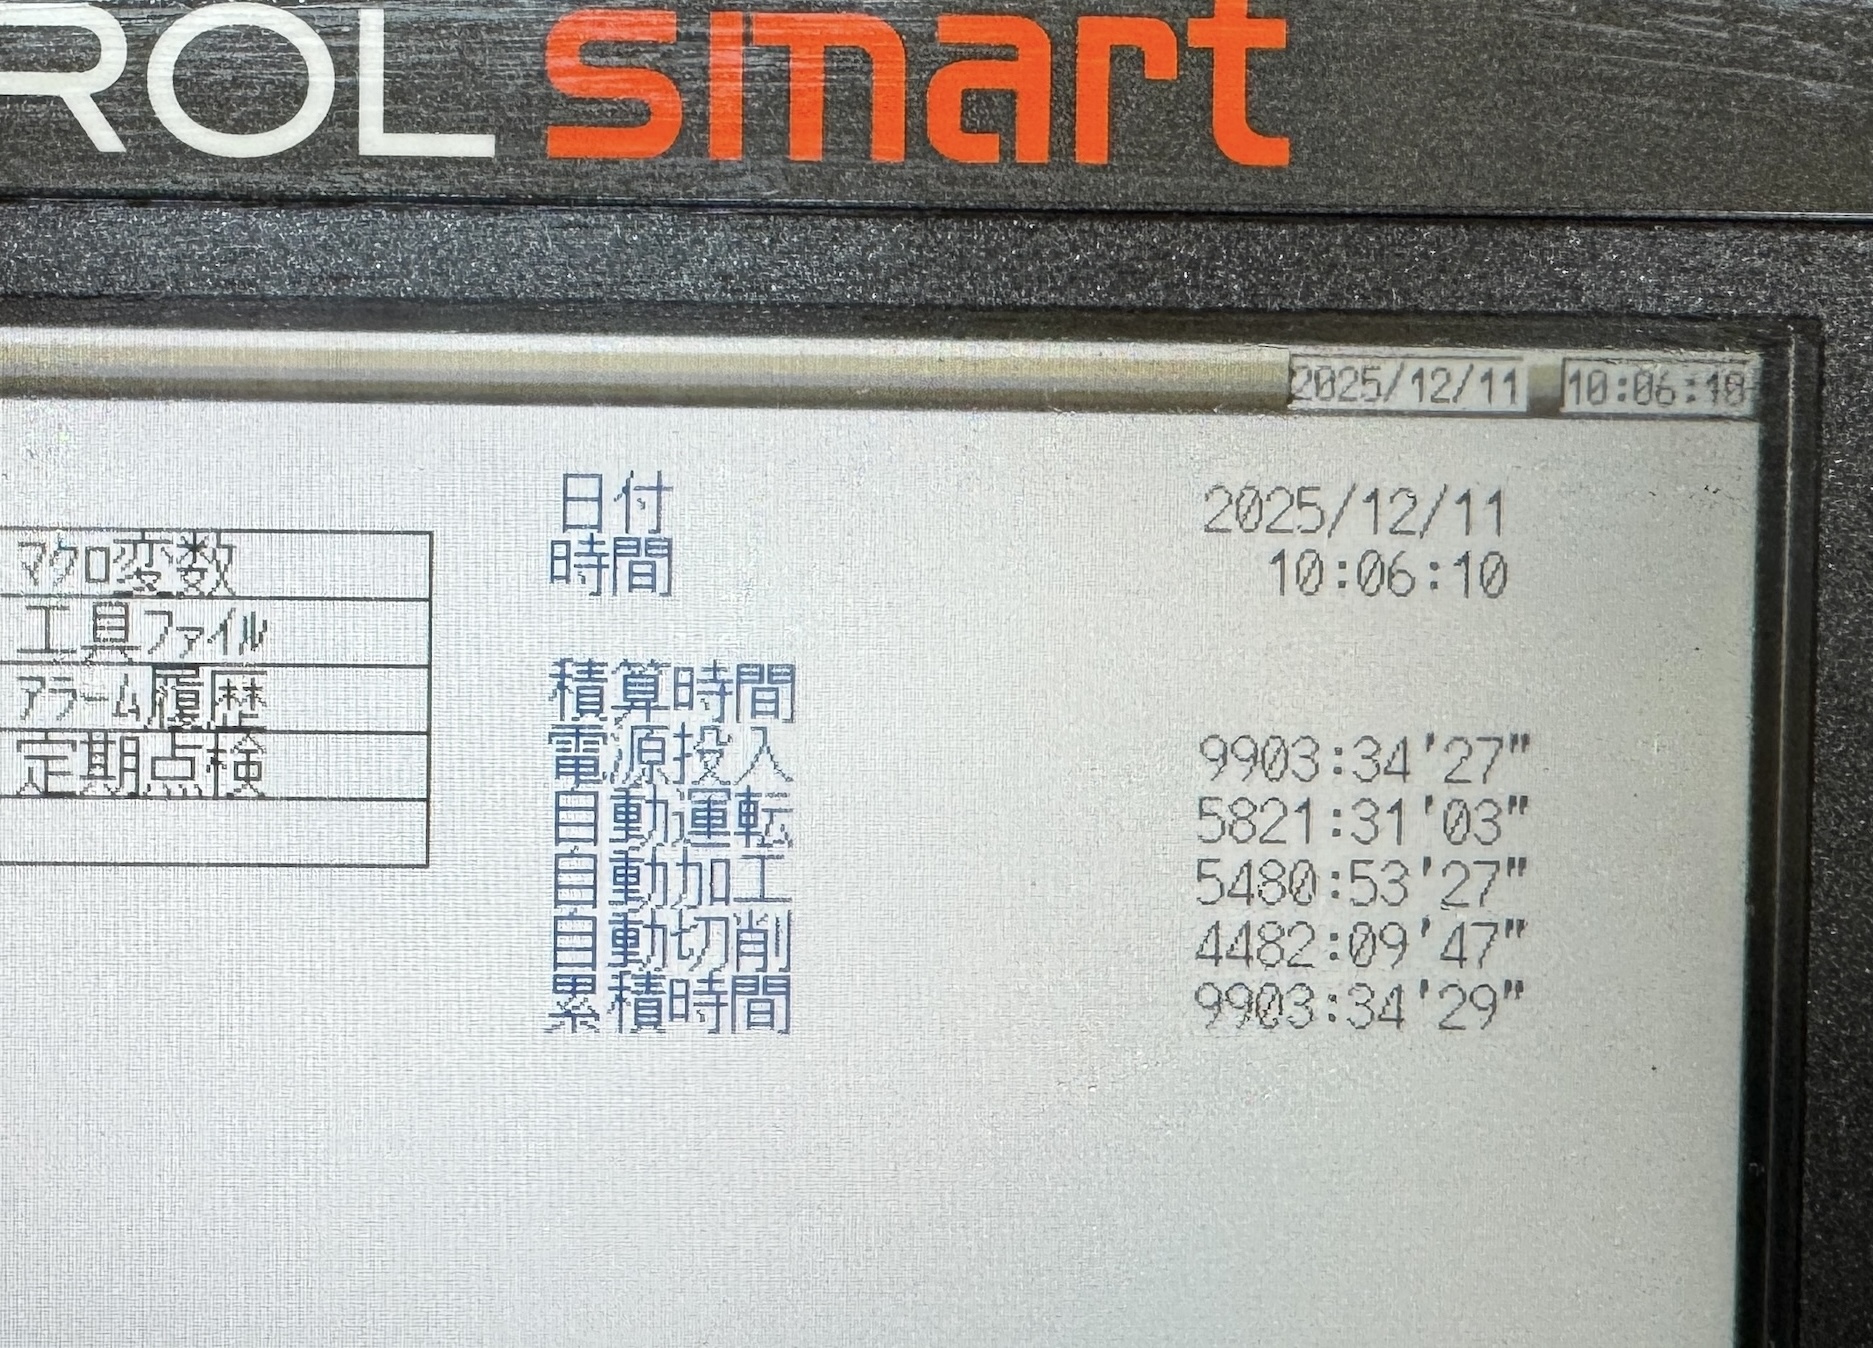 ROL smart
2025/12/11 10:06:10
日付 2025/12/11
時間 10:06:10
マクロ変数
工具ファイル
アラーム履歴
定期点検
積算時間
電源投入 9903:34'27"
自動運転 5821:31'03"
自動加工 5480:53'27"
自動切削 4482:09'47"
累積時間 9903:34'29"